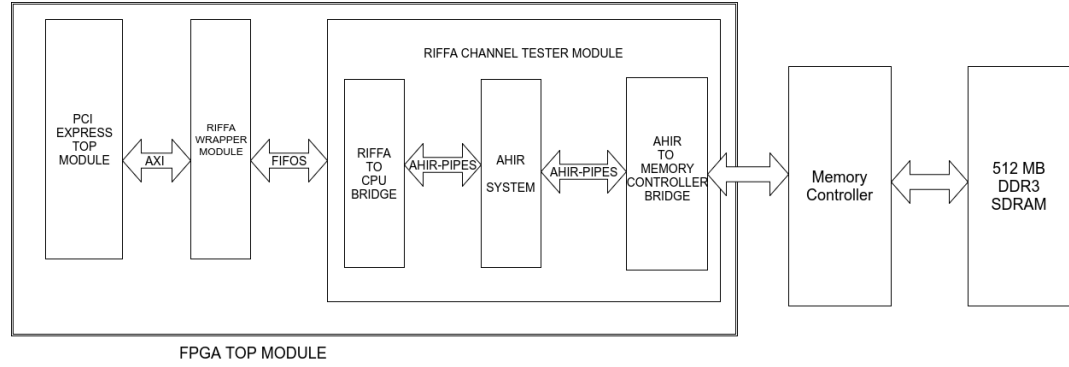 RIFFA CHANNEL TESTER MODULE
PCI
EXPRESS
TOP
MODULE
AXI
RIFFA
WRAPPER
MODULE
FIFOS
RIFFA
TO
CPU
BRIDGE
AHIR-PIPES
AHIR
SYSTEM
AHIR-PIPES
AHIR
TO
MEMORY
CONTROLLER
BRIDGE
Memory
Controller
512 MB
DDR3
SDRAM
FPGA TOP MODULE